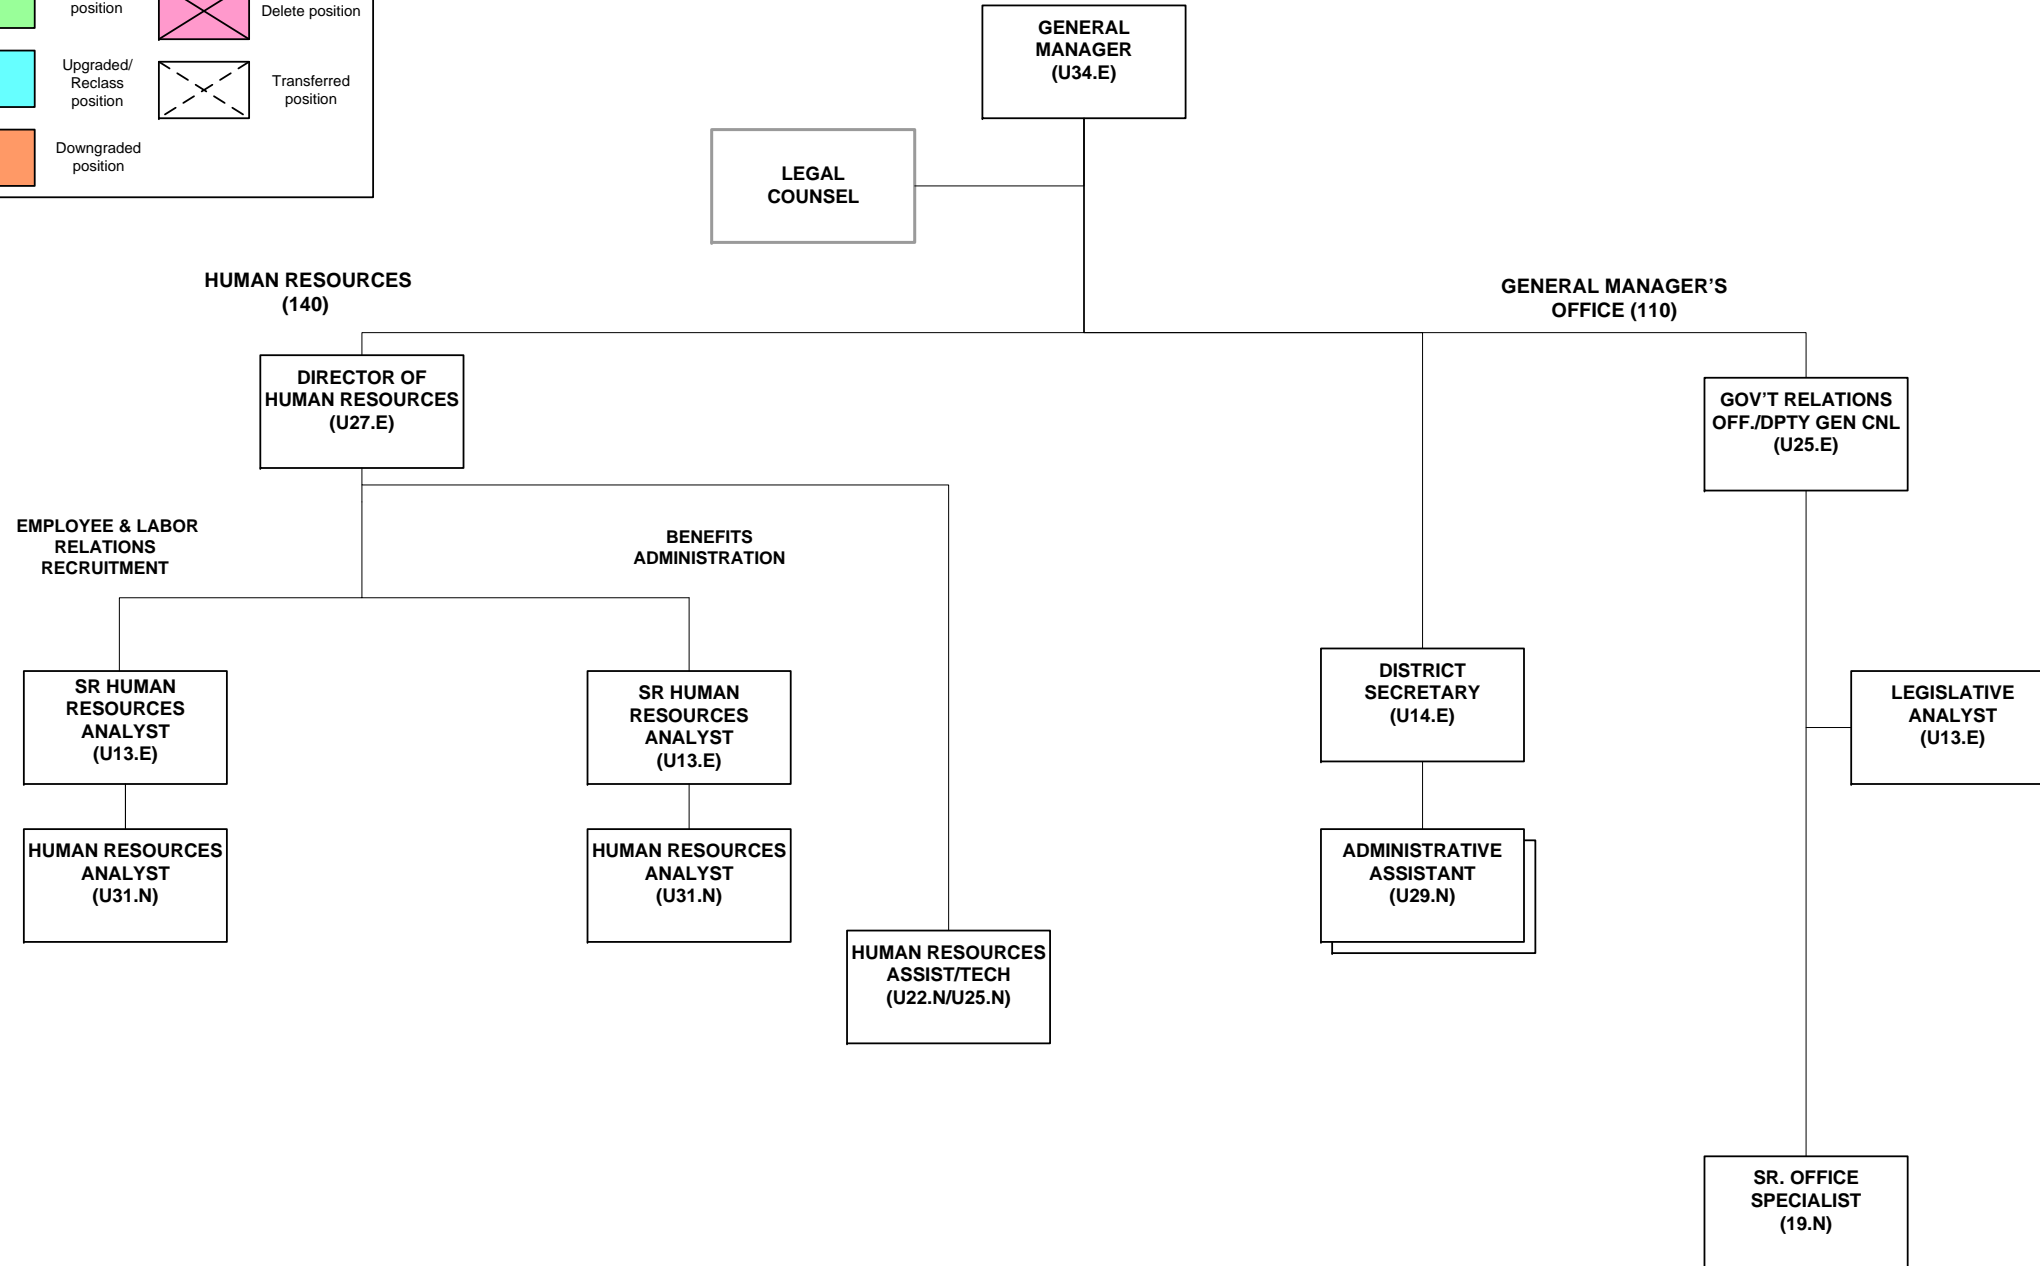 position
Delete position
Upgraded/
Reclass
position
Transferred
position
Downgraded
position
GENERAL
MANAGER
(U34.E)
LEGAL
COUNSEL
HUMAN RESOURCES
(140)
GENERAL MANAGER’S
OFFICE (110)
DIRECTOR OF
HUMAN RESOURCES
(U27.E)
GOV’T RELATIONS
OFF./DPTY GEN CNL
(U25.E)
EMPLOYEE & LABOR
RELATIONS
RECRUITMENT
BENEFITS
ADMINISTRATION
SR HUMAN
RESOURCES
ANALYST
(U13.E)
SR HUMAN
RESOURCES
ANALYST
(U13.E)
DISTRICT
SECRETARY
(U14.E)
LEGISLATIVE
ANALYST
(U13.E)
HUMAN RESOURCES
ANALYST
(U31.N)
HUMAN RESOURCES
ANALYST
(U31.N)
ADMINISTRATIVE
ASSISTANT
(U29.N)
HUMAN RESOURCES
ASSIST/TECH
(U22.N/U25.N)
SR. OFFICE
SPECIALIST
(19.N)